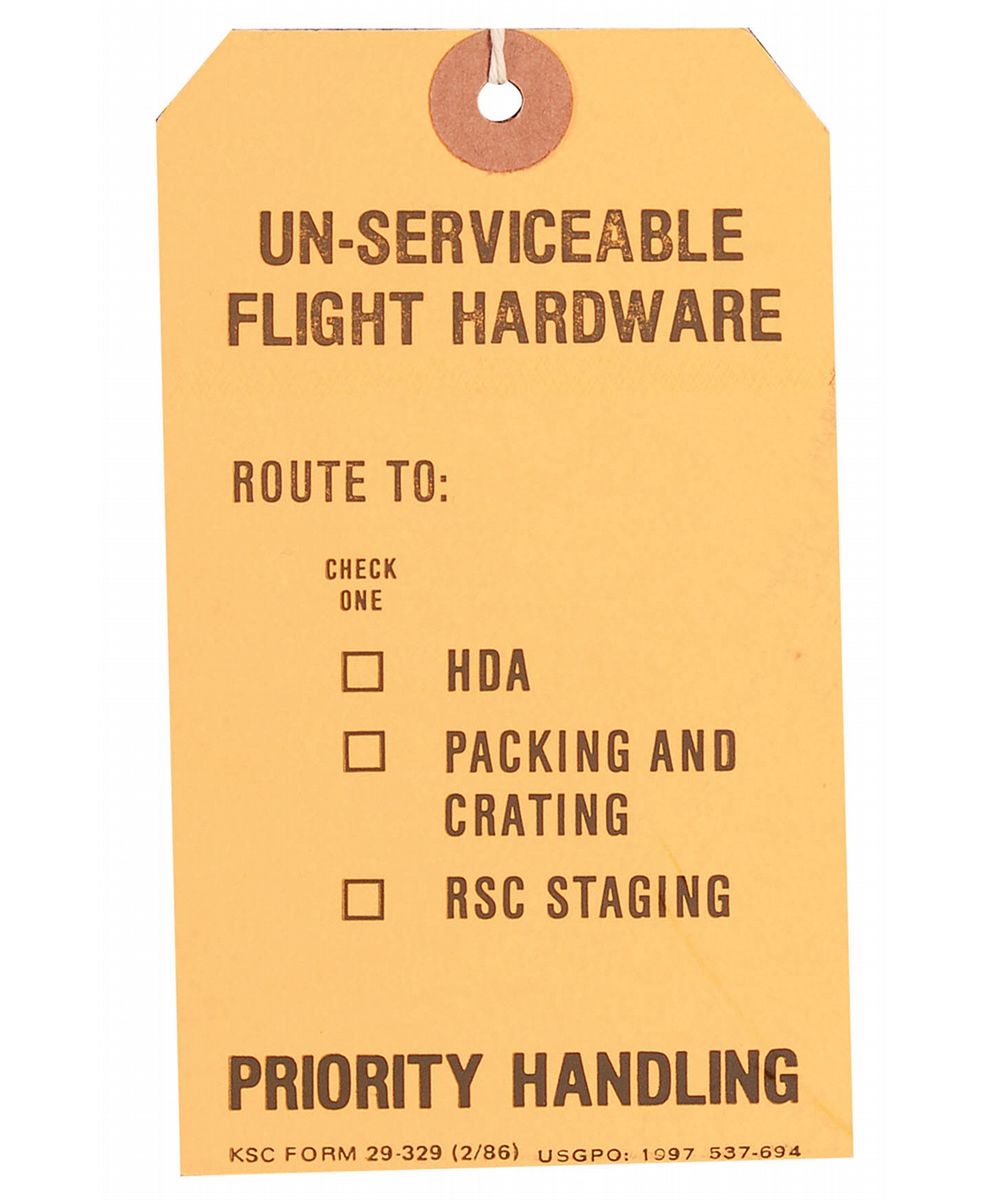 UN-SERVICEABLE
FLIGHT HARDWARE
ROUTE TO:
CHECK
ONE
HDA
PACKING AND
CRATING
RSC STAGING
PRIORITY HANDLING
KSC FORM 29-329 (2/86) USGPO: 1997 537-694